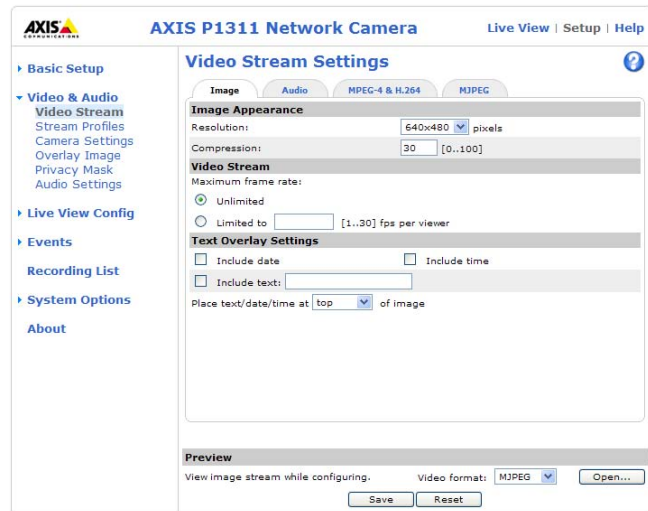 AXIS
COMMUNICATIONS
AXIS P1311 Network Camera
Live View | Setup | Help
Basic Setup
Video & Audio
Video Stream
Stream Profiles
Camera Settings
Overlay Image
Privacy Mask
Audio Settings
Live View Config
Events
Recording List
System Options
About
Video Stream Settings
?
Image Audio MPEG-4 & H.264 MJPEG
Image Appearance
Resolution: 640x480 pixels
Compression: 30 [0..100]
Video Stream
Maximum frame rate:
Unlimited
Limited to [1..30] fps per viewer
Text Overlay Settings
Include date Include time
Include text:
Place text/date/time at top of image
Preview
View image stream while configuring. Video format: MJPEG Open...
Save Reset